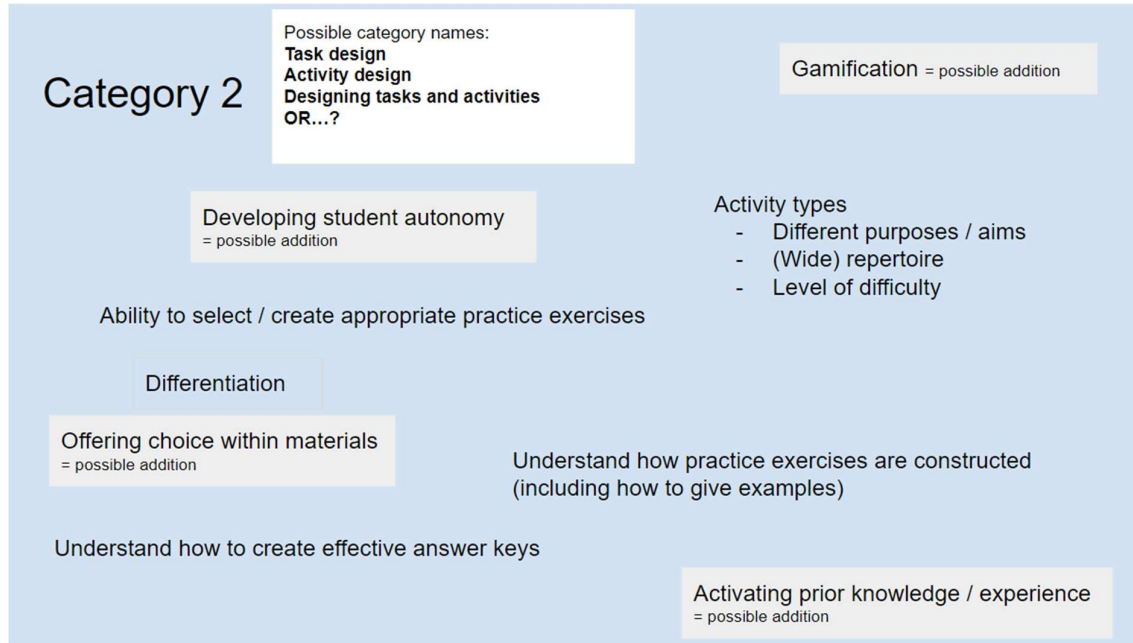 Category 2
Possible category names:
Task design
Activity design
Designing tasks and activities
OR...?
Gamification = possible addition
Developing student autonomy
= possible addition
Activity types
- Different purposes / aims
- (Wide) repertoire
- Level of difficulty
Ability to select / create appropriate practice exercises
Differentiation
Offering choice within materials
= possible addition
Understand how practice exercises are constructed
(including how to give examples)
Understand how to create effective answer keys
Activating prior knowledge / experience
= possible addition